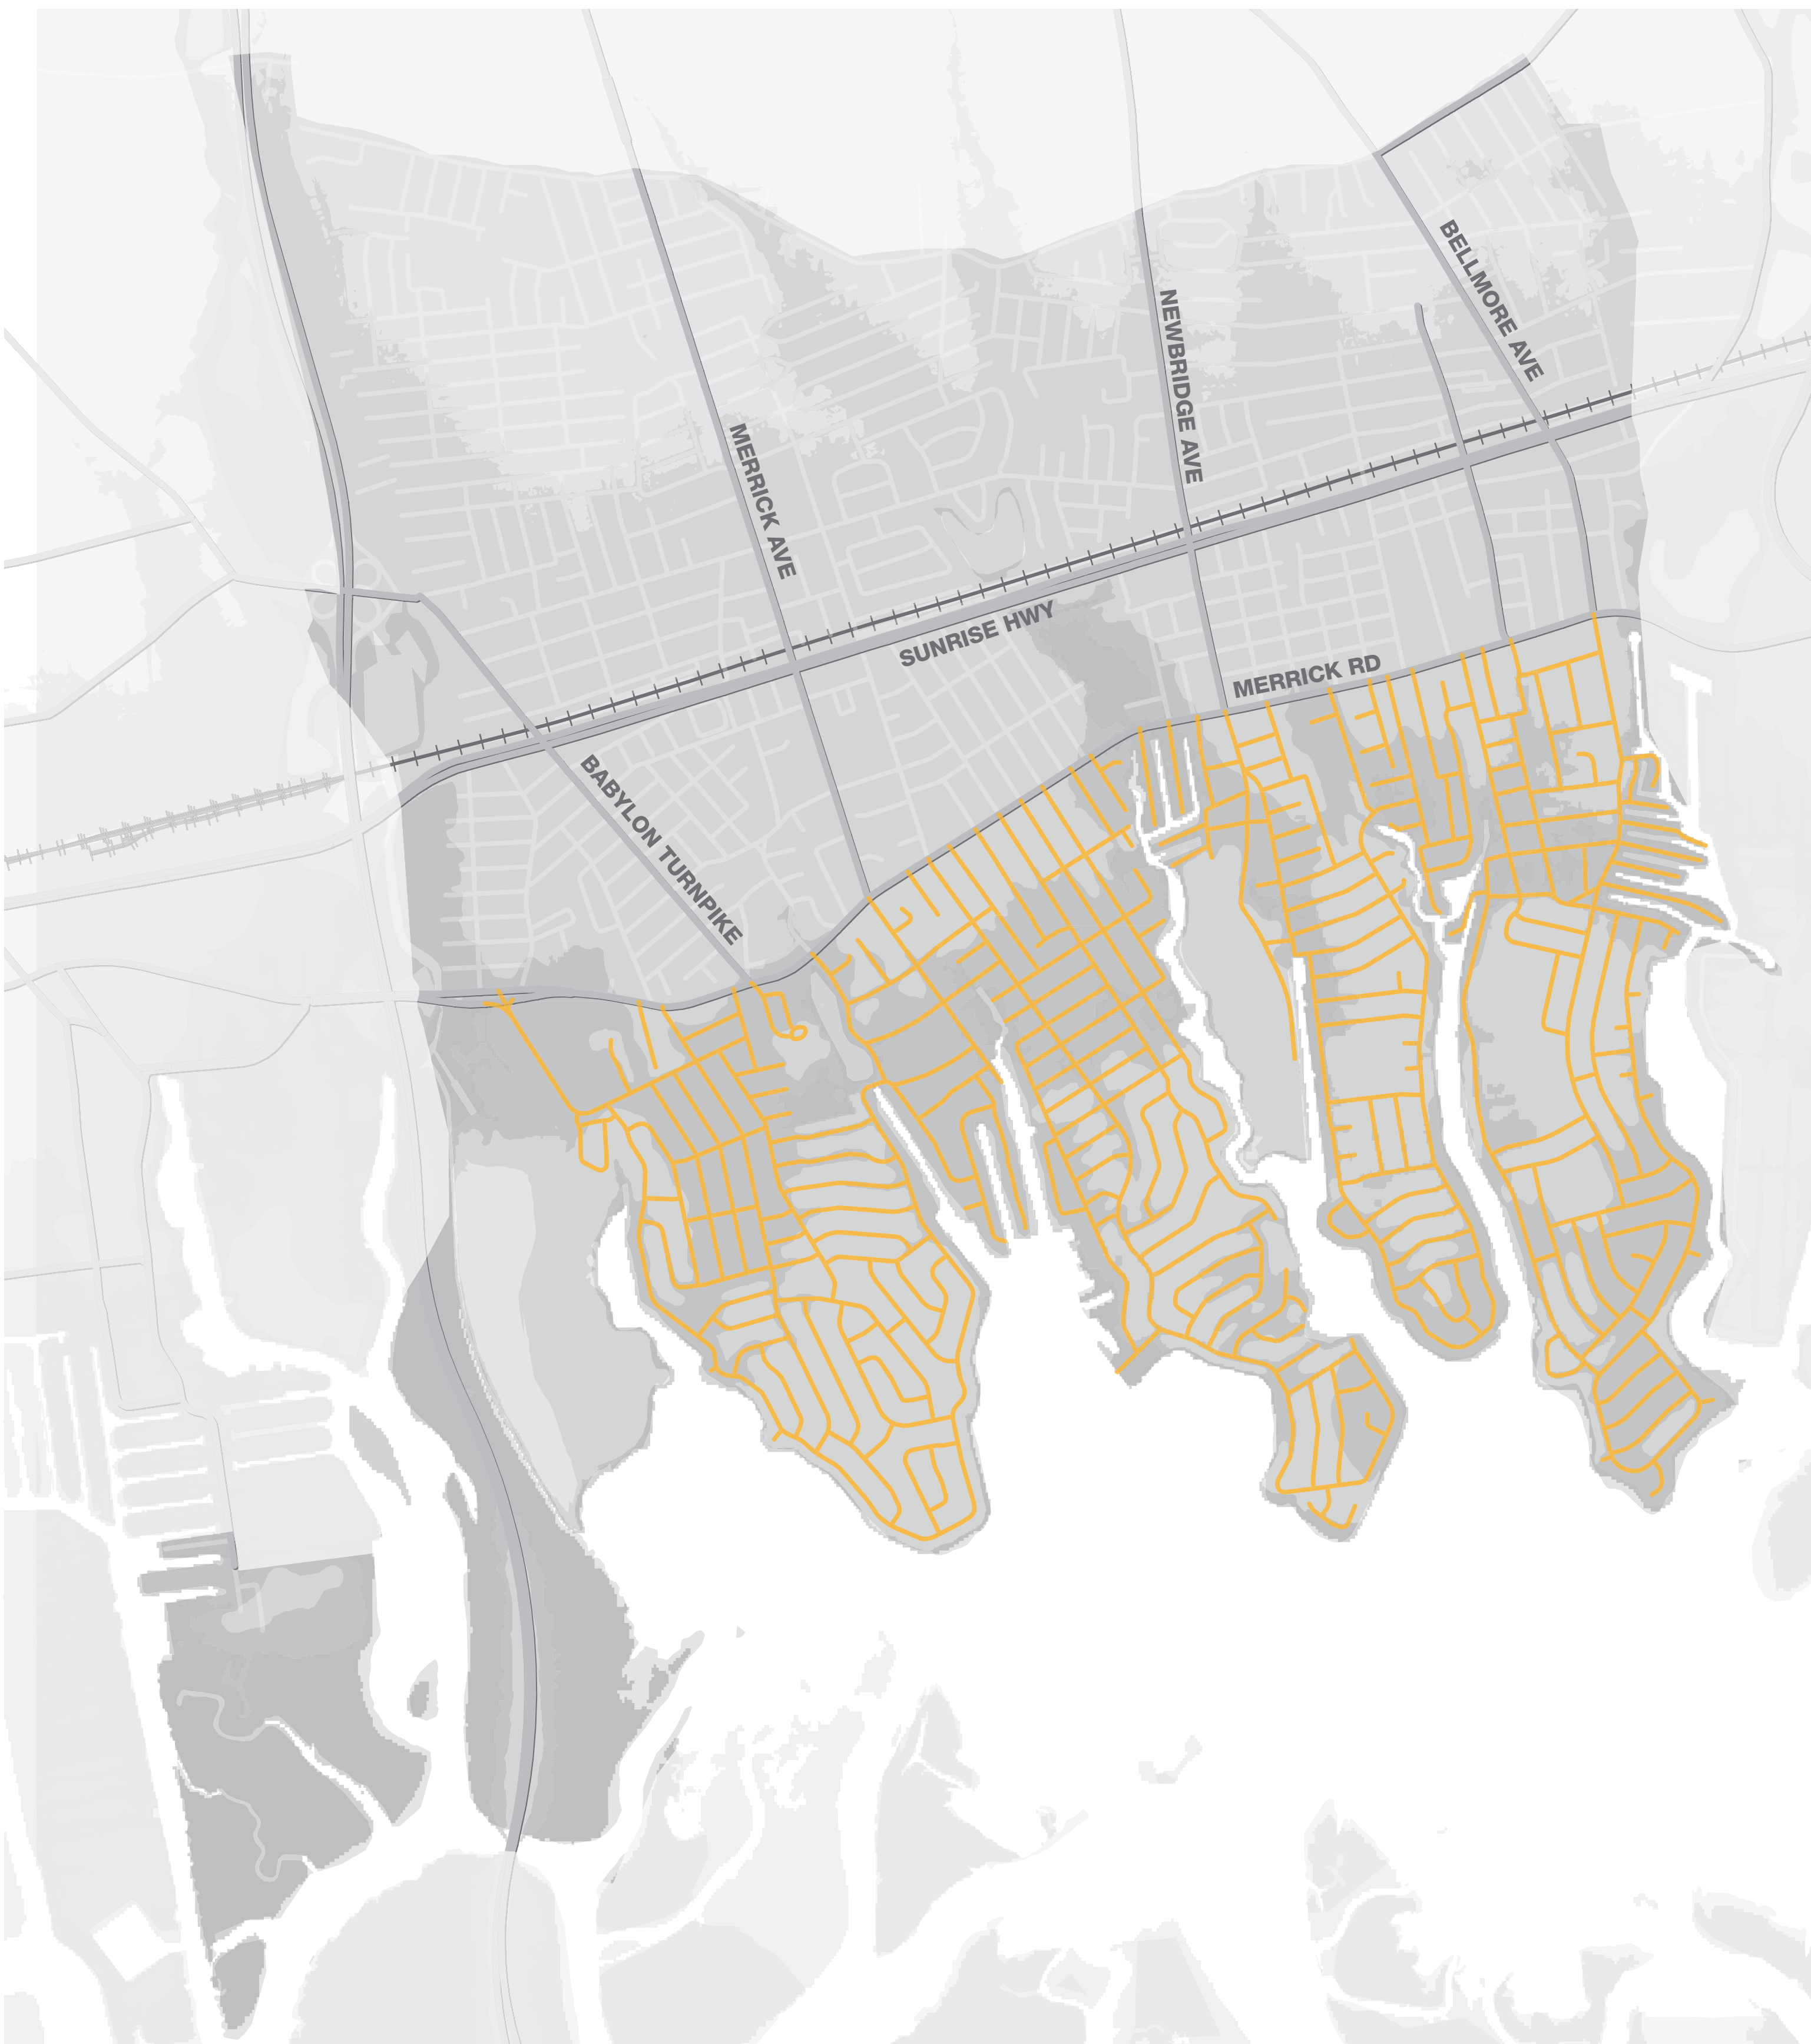 BELLMORE AVE
NEWBRIDGE AVE
MERRICK AVE
SUNRISE HWY
MERRICK RD
BABYLON TURNPIKE